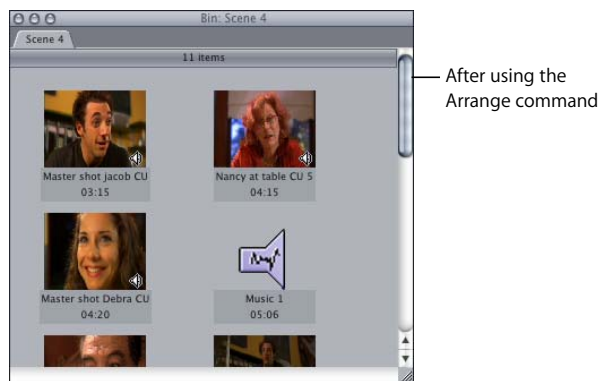 Bin: Scene 4
Scene 4
11 items
After using the
Arrange command
Master shot jacob CU
03:15
Nancy at table CU 5
04:15
Master shot Debra CU
04:20
Music 1
05:06